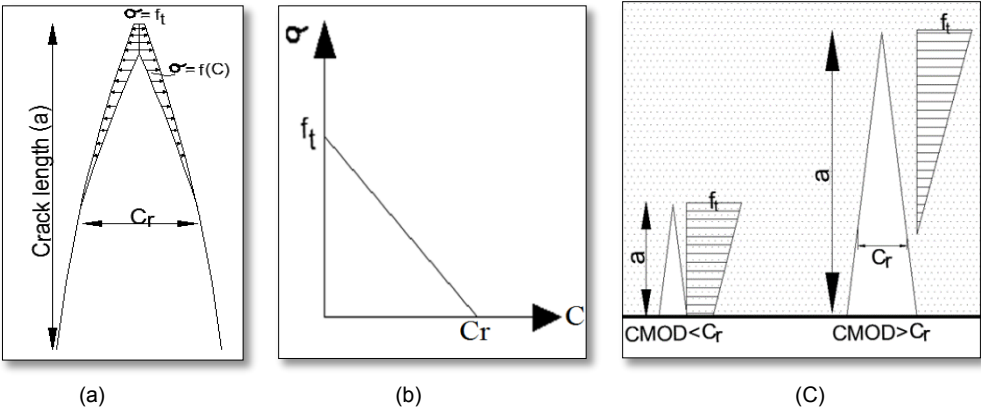 σ= fₜ
σ= f(C)
Crack length (a)
Cᵣ
(a)
σ
fₜ
Cr
C
(b)
fₜ
a
fₜ
a
Cᵣ
CMOD<Cᵣ
CMOD>Cᵣ
(C)